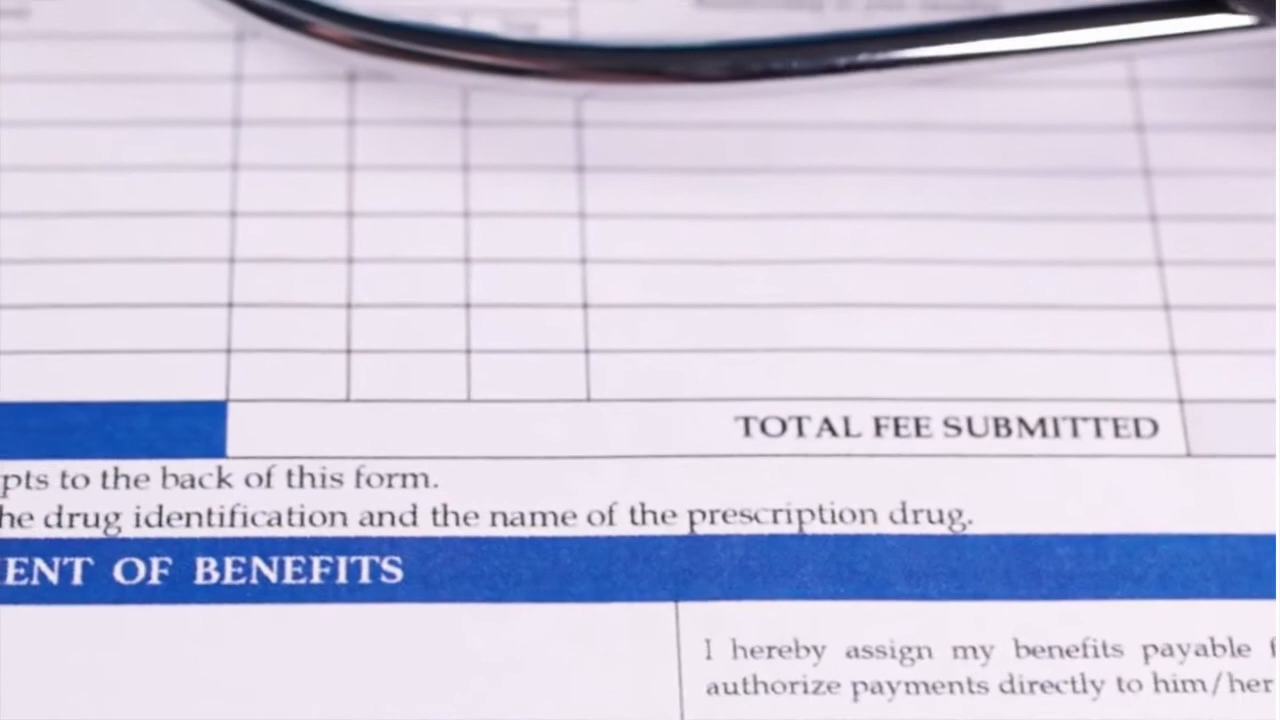 TOTAL FEE SUBMITTED
pts to the back of this form.
he drug identification and the name of the prescription drug.
ENT OF BENEFITS
I hereby assign my benefits payable f
authorize payments directly to him/her